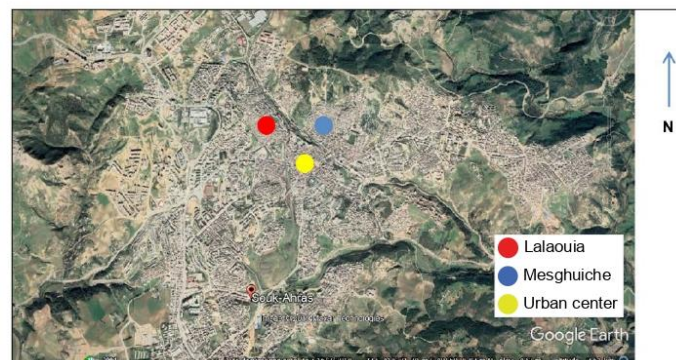 N
Lalaouia
Mesghuiche
Urban center
Souk-Ahras
Google Earth